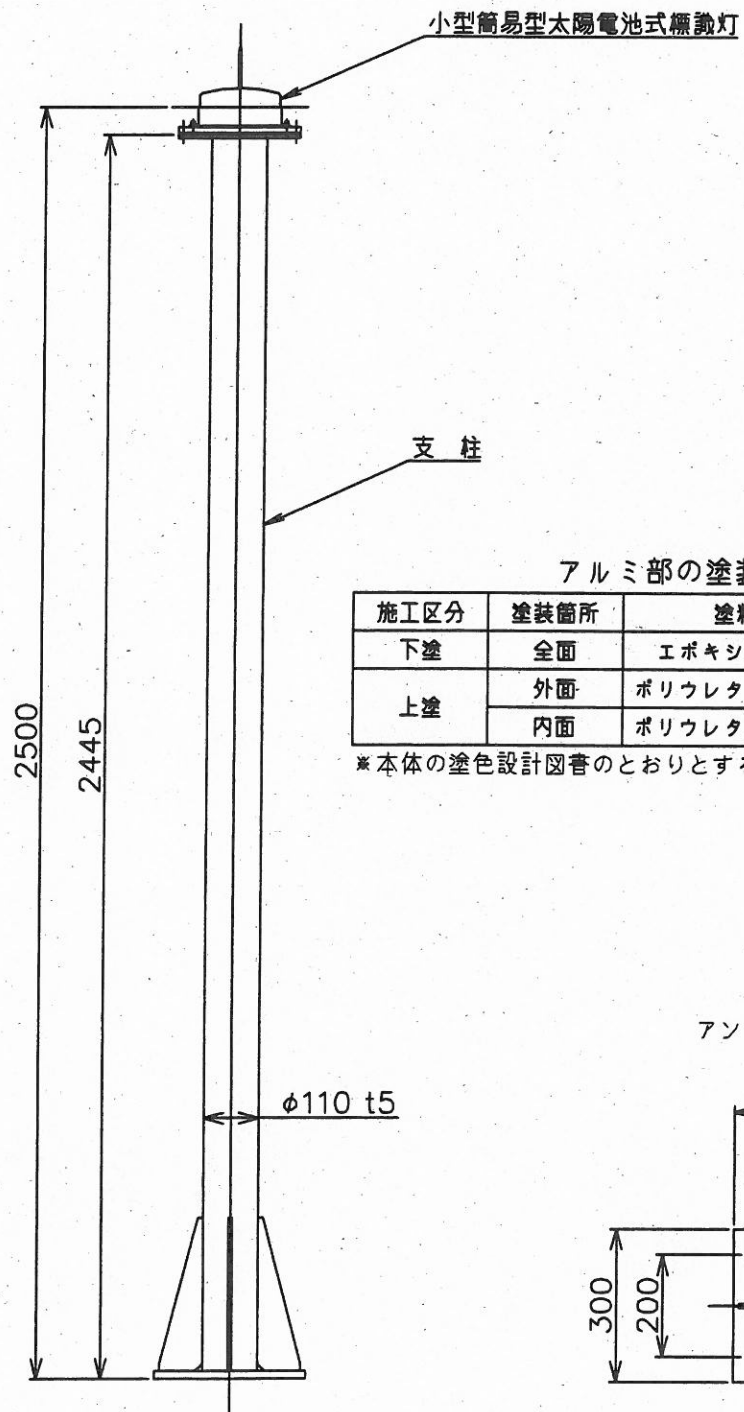 小型簡易型太陽電池式標識灯
支 柱
アルミ部の塗装
施工区分 塗装箇所 塗料
下塗 全面 エポキシ
上塗 外面 ポリウレタ
内面 ポリウレタ
※本体の塗色設計図書のとおりとする
2500
2445
φ110 t5
アン
300
200